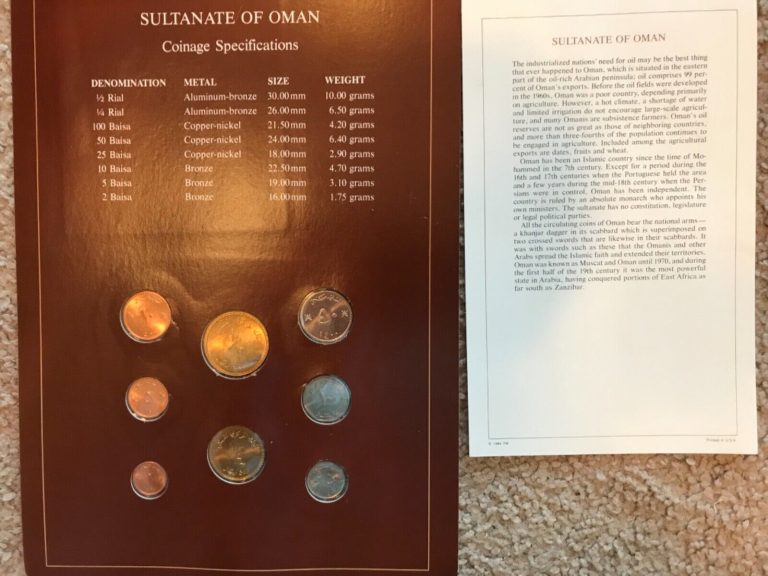 SULTANATE OF OMAN
Coinage Specifications
DENOMINATION METAL SIZE WEIGHT
½ Rial Aluminum-bronze 30.00mm 10.00 grams
¼ Rial Aluminum-bronze 26.00mm 6.50 grams
100 Baisa Copper-nickel 21.50mm 4.20 grams
50 Baisa Copper-nickel 24.00mm 6.40 grams
25 Baisa Copper-nickel 18.00mm 2.90 grams
10 Baisa Bronze 22.50mm 4.70 grams
5 Baisa Bronze 19.00mm 3.10 grams
2 Baisa Bronze 16.00mm 1.75 grams
٥٠
SULTANATE OF OMAN
The industrialized nations' need for oil may be the best thing
that ever happened to Oman, which is situated in the eastern
part of the oil-rich Arabian peninsula; oil comprises 99 per-
cent of Oman's exports. Before the oil fields were developed
in the 1960s, Oman was a poor country, depending primarily
on agriculture. However, a hot climate, a shortage of water
and limited irrigation do not encourage large-scale agricul-
ture, and many Omanis are subsistence farmers. Oman's oil
reserves are not as great as those of neighboring countries,
and more than three-fourths of the population continues to
be engaged in agriculture. Included among the agricultural
exports are dates, fruits and wheat.
Oman has been an Islamic country since the time of Mo-
hammed in the 7th century. Except for a period during the
16th and 17th centuries when the Portuguese held the area
and a few years during the mid-18th century when the Per-
sians were in control, Oman has been independent. The
country is ruled by an absolute monarch who appoints his
own ministers. The sultanate has no constitution, legislature
or legal political parties.
All the circulating coins of Oman bear the national arms—
a khanjar dagger in its scabbard which is superimposed on
two crossed swords that are likewise in their scabbards. It
was with swords such as these that the Omanis and other
Arabs spread the Islamic faith and extended their territories.
Oman was known as Muscat and Oman until 1970, and during
the first half of the 19th century it was the most powerful
state in Arabia, having conquered portions of East Africa as
far south as Zanzibar.
Printed in U.S.A.